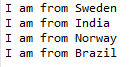 I am from Sweden
I am from India
I am from Norway
I am from Brazil